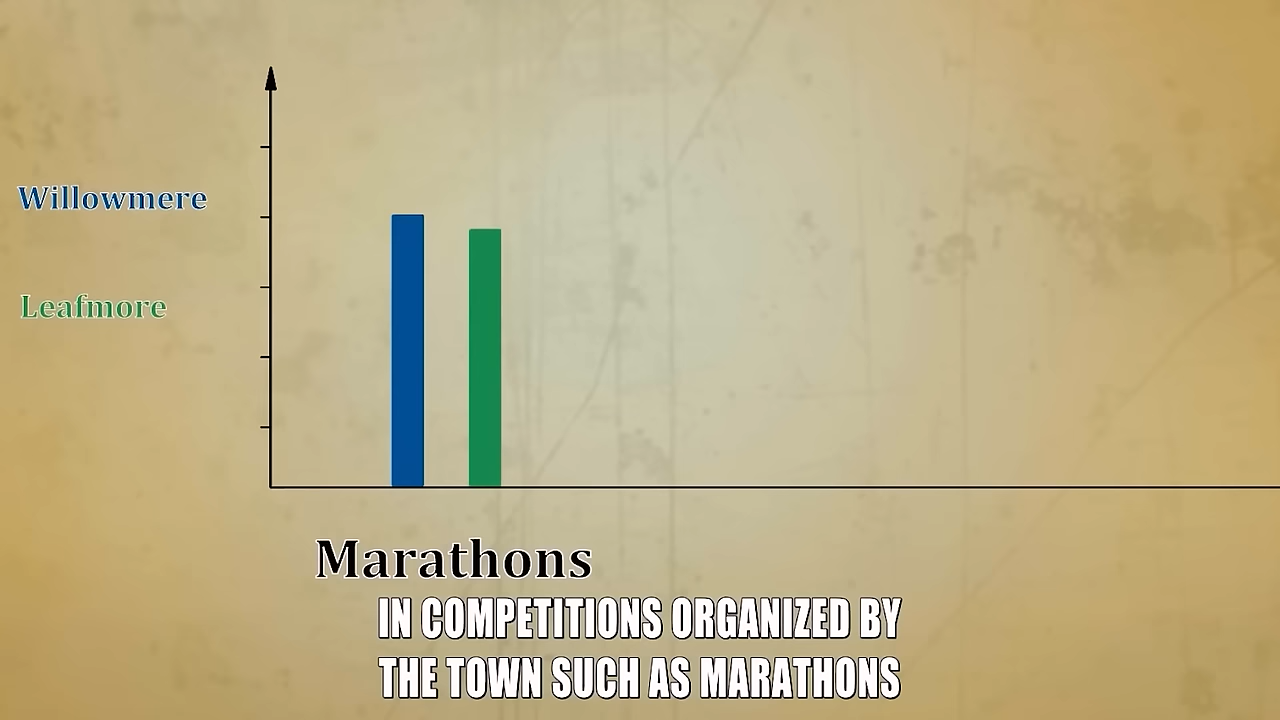 Willowmere
Leafmore
Marathons
IN COMPETITIONS ORGANIZED BY
THE TOWN SUCH AS MARATHONS